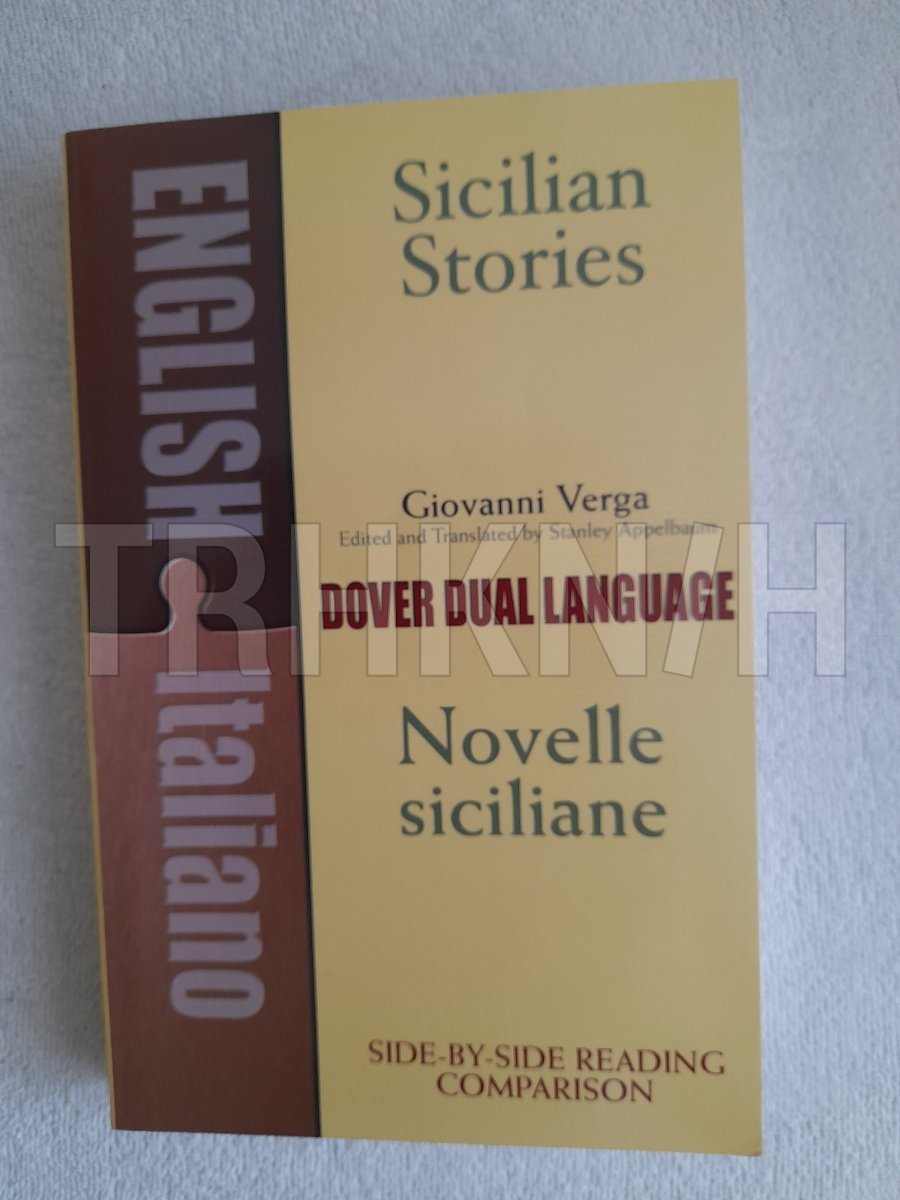 ENGLISH
Italiano
Sicilian
Stories
Giovanni Verga
Edited and Translated by Stanley Appelbaum
DOVER DUAL LANGUAGE
TRHKN/H
Novelle
siciliane
SIDE-BY-SIDE READING
COMPARISON